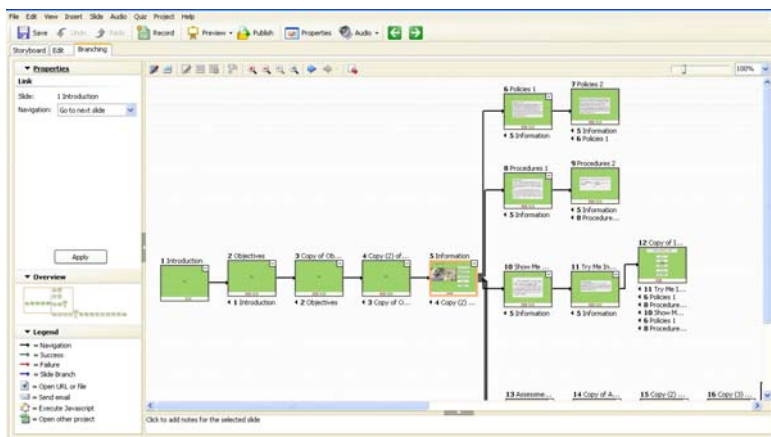 File Edit View Insert Slide Audio Quiz Project Help
Save Undo Redo Record Preview Publish Properties Audio
Storyboard Edit Branching
Properties
Link
Slide: 1 Introduction
Navigation: Go to next slide
Apply
Overview
Legend
= Navigation
= Success
= Failure
= Slide Branch
= Open URL or file
= Send email
= Execute Javascript
= Open other project
100%
6 Policies 1
5 Information
7 Policies 2
5 Information
6 Policies 1
8 Procedures 1
5 Information
9 Procedures 2
5 Information
8 Procedure...
1 Introduction
2 Objectives
1 Introduction
3 Copy of Ob...
2 Objectives
4 Copy (2) of...
3 Copy of O...
5 Information
4 Copy (2) ...
10 Show Me ...
5 Information
11 Try Me In...
5 Information
12 Copy of I...
11 Try Me I...
6 Policies 1
8 Procedure...
10 Show M...
6 Policies 1
8 Procedure...
13 Assessme...
14 Copy of A...
15 Copy (2) ...
16 Copy (3) ...
Click to add notes for the selected slide